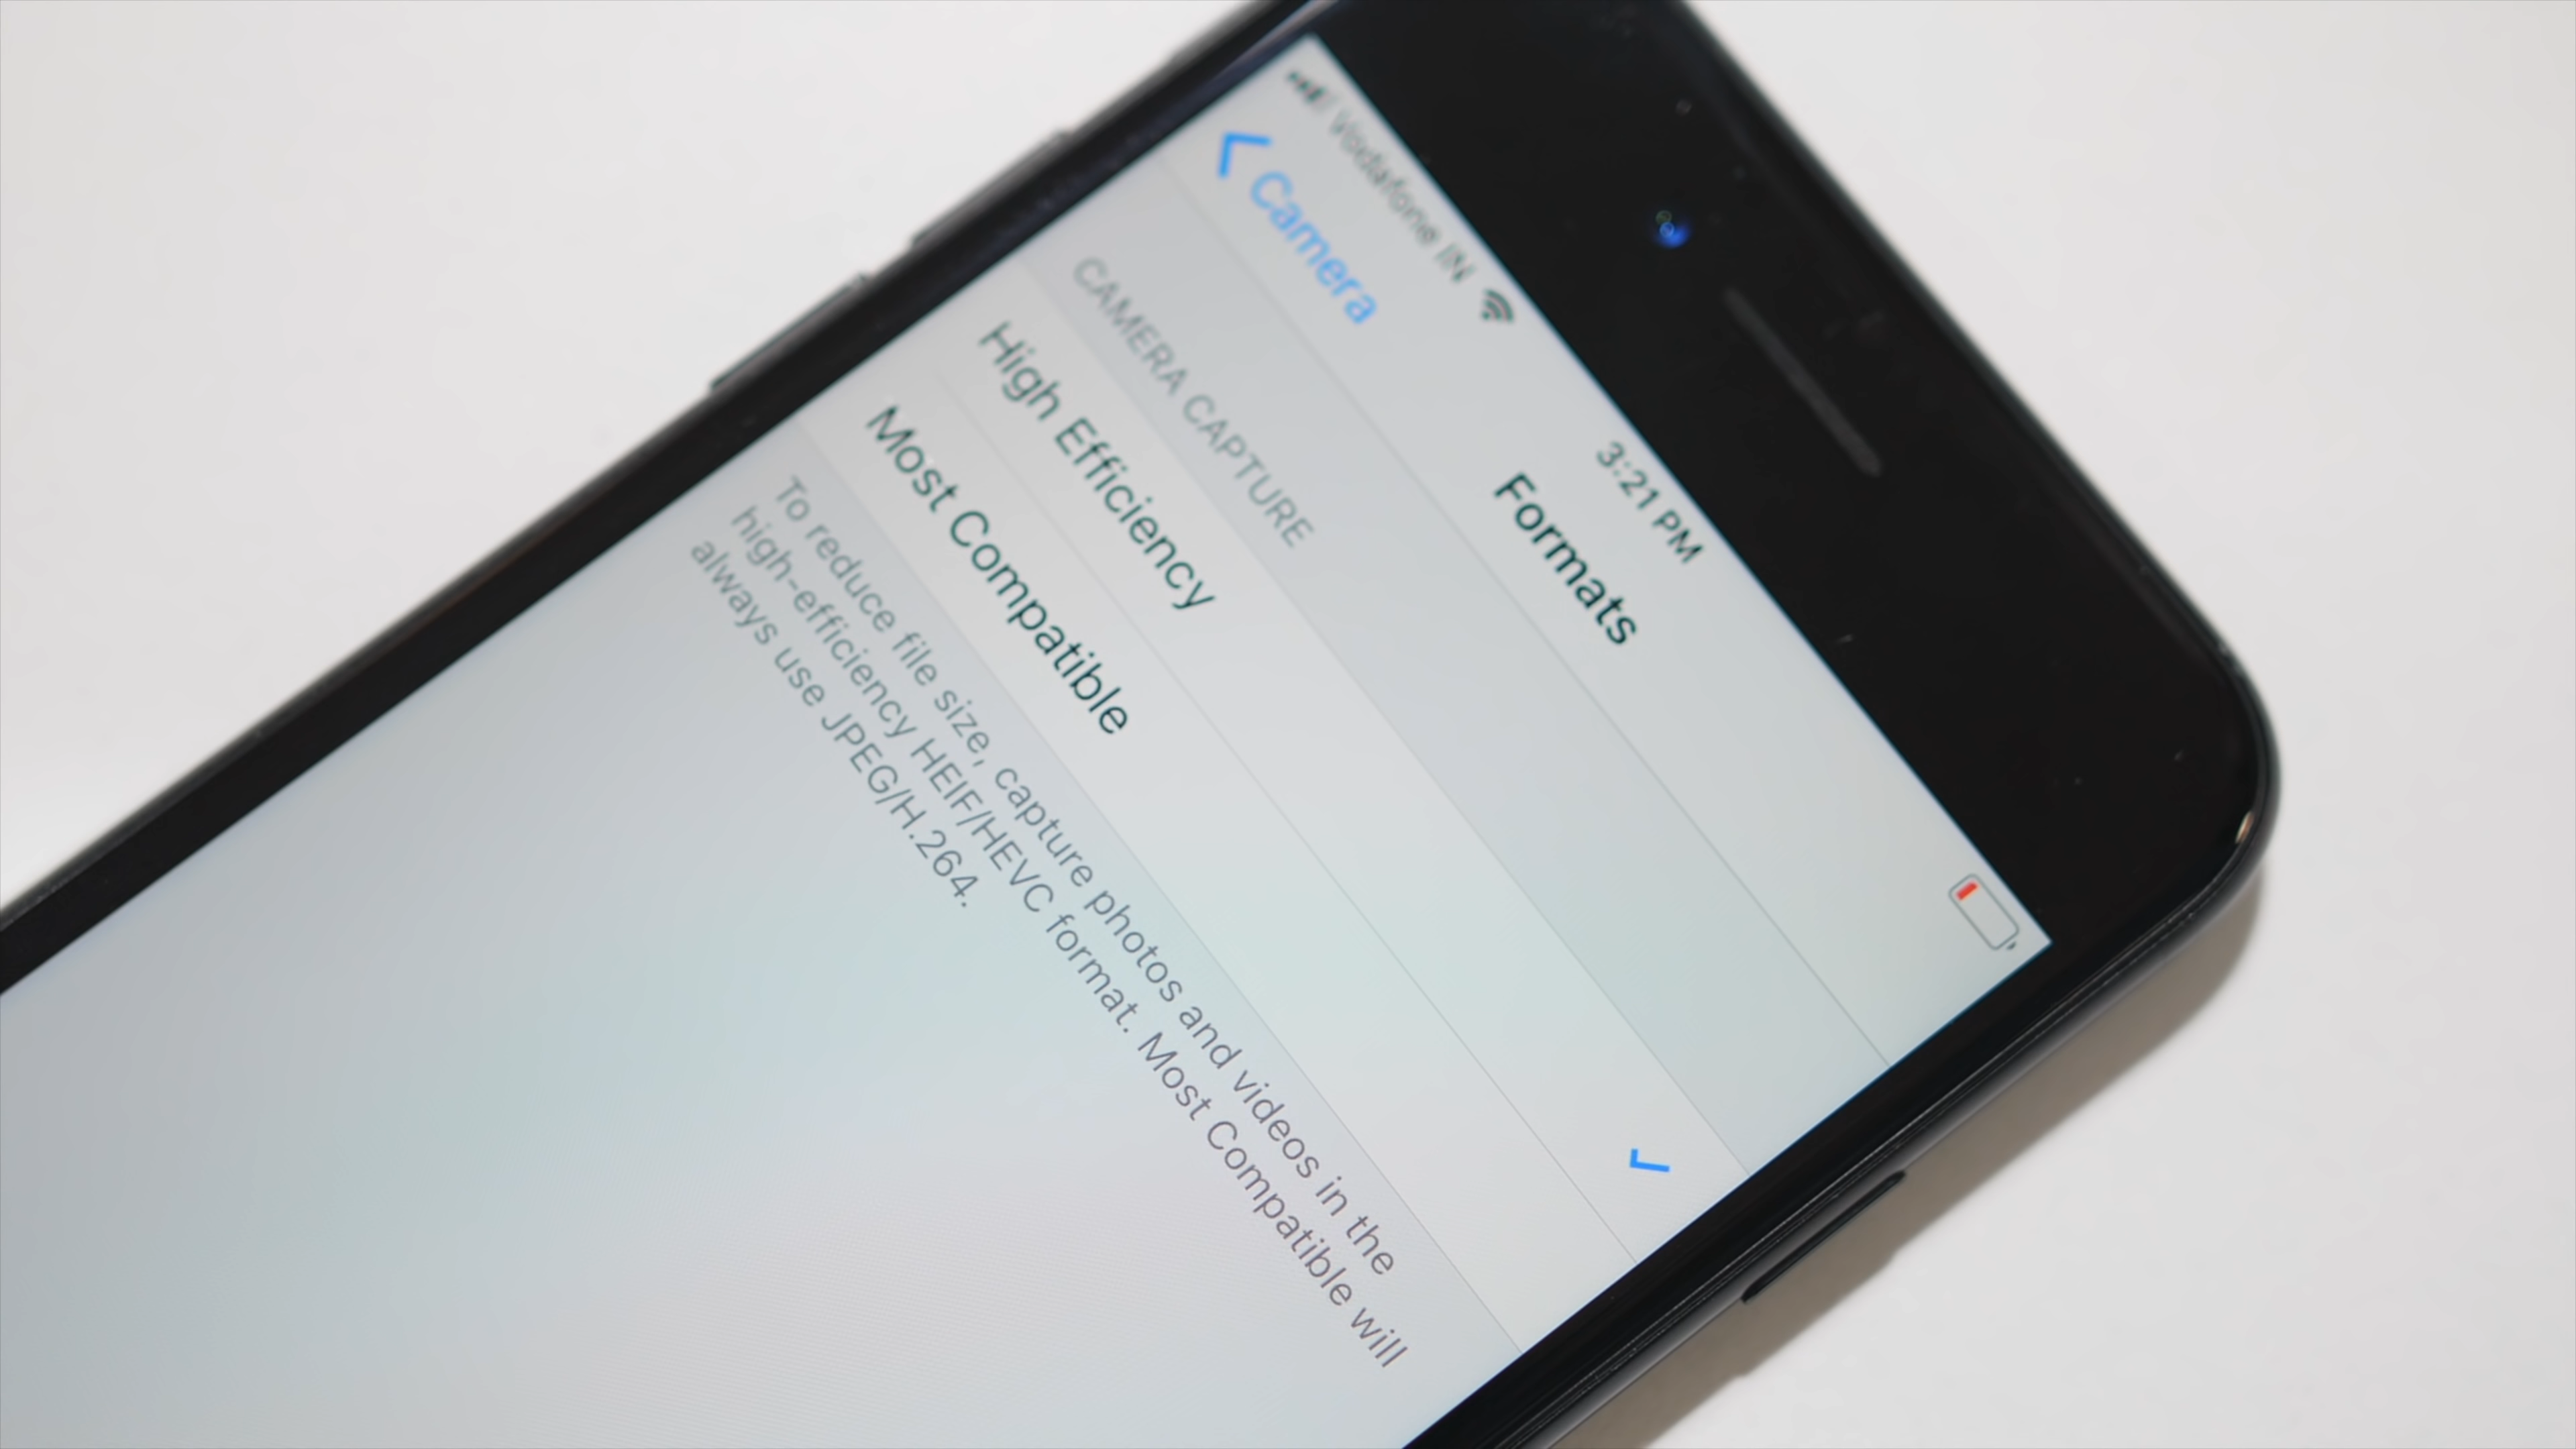 Vodafone IN 3:21 PM
Camera Formats
CAMERA CAPTURE
High Efficiency
Most Compatible
To reduce file size, capture photos and videos in the
high-efficiency HEIF/HEVC format. Most Compatible will
always use JPEG/H.264.